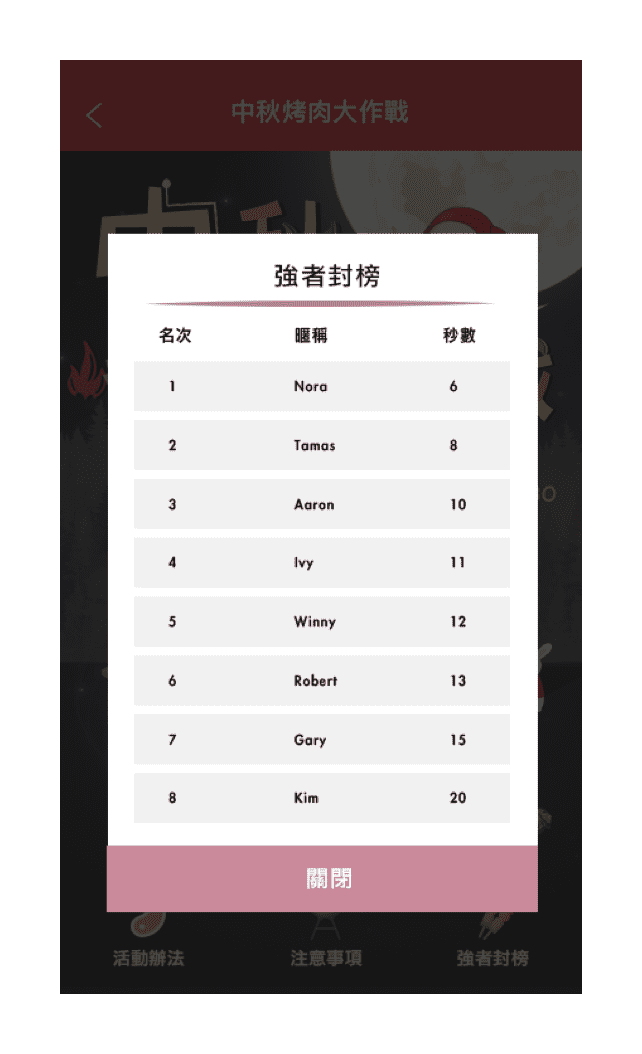 中秋烤肉大作戰
中秋
強者封榜
名次 暱稱 秒數
1 Nora 6
2 Tamas 8
3 Aaron 10
4 Ivy 11
5 Winny 12
6 Robert 13
7 Gary 15
8 Kim 20
關閉
活動辦法 注意事項 強者封榜